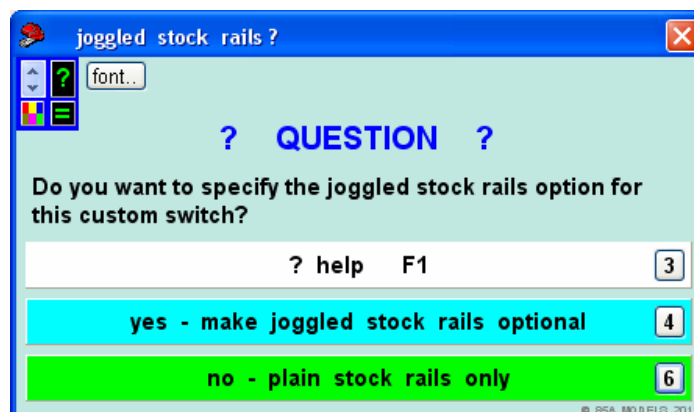 joggled stock rails ?
?
font..
=
? QUESTION ?
Do you want to specify the joggled stock rails option for
this custom switch?
? help F1 3
yes - make joggled stock rails optional 4
no - plain stock rails only 6